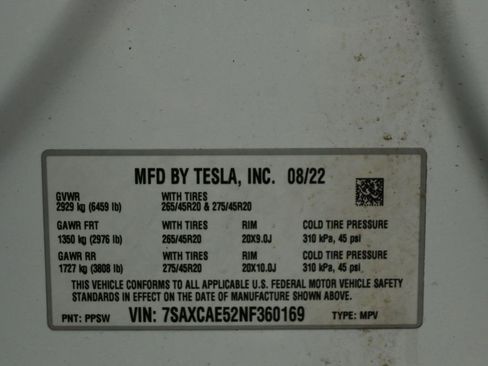 MFD BY TESLA, INC. 08/22
GVWR WITH TIRES
2929 kg (6459 lb) 265/45R20 & 275/45R20
GAWR FRT WITH TIRES RIM COLD TIRE PRESSURE
1350 kg (2976 lb) 265/45R20 20X9.0J 310 kPa, 45 psi
GAWR RR WITH TIRES RIM COLD TIRE PRESSURE
1727 kg (3808 lb) 275/45R20 20X10.0J 310 kPa, 45 psi
THIS VEHICLE CONFORMS TO ALL APPLICABLE U.S. FEDERAL MOTOR VEHICLE SAFETY
STANDARDS IN EFFECT ON THE DATE OF MANUFACTURE SHOWN ABOVE.
PNT: PPSW VIN: 7SAXCAE52NF360169 TYPE: MPV